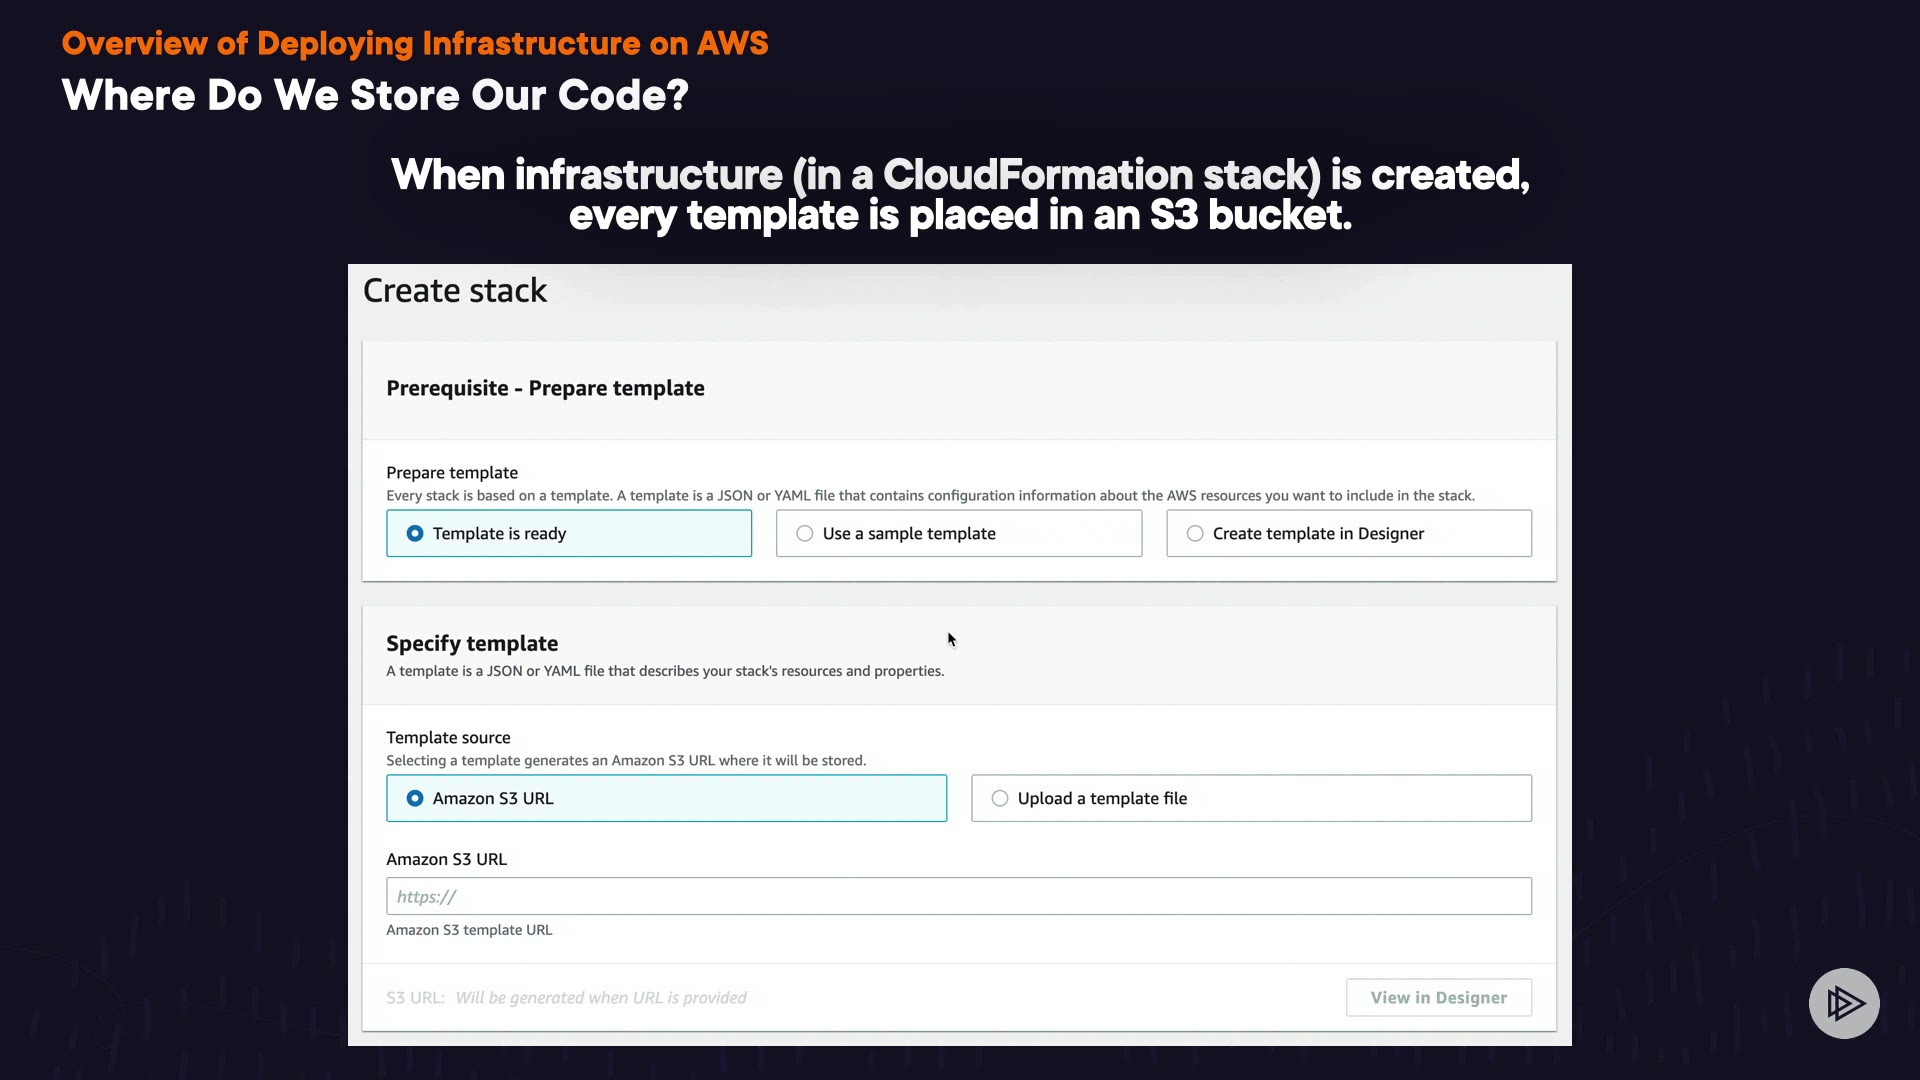 Overview of Deploying Infrastructure on AWS
Where Do We Store Our Code?
When infrastructure (in a CloudFormation stack) is created,
every template is placed in an S3 bucket.
Create stack
Prerequisite - Prepare template
Prepare template
Every stack is based on a template. A template is a JSON or YAML file that contains configuration information about the AWS resources you want to include in the stack.
Template is ready
Use a sample template
Create template in Designer
Specify template
A template is a JSON or YAML file that describes your stack's resources and properties.
Template source
Selecting a template generates an Amazon S3 URL where it will be stored.
Amazon S3 URL
Upload a template file
Amazon S3 URL
https://
Amazon S3 template URL
S3 URL: Will be generated when URL is provided
View in Designer